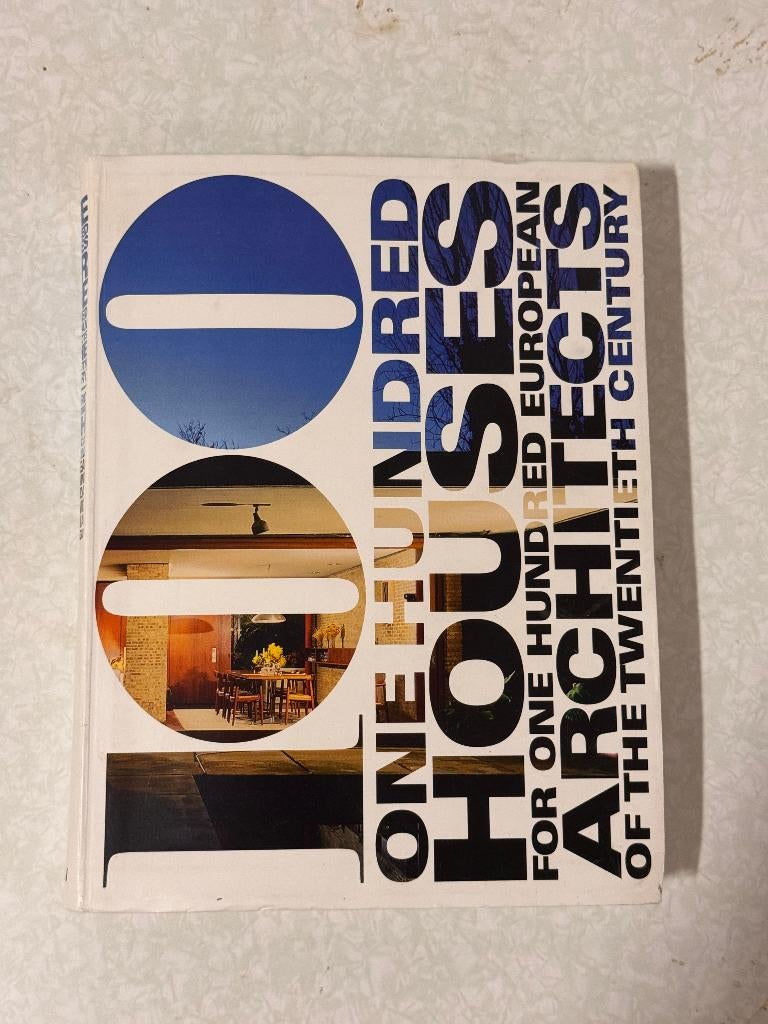 100
ONE HUNDRED
HOUSES
FOR ONE HUNDRED EUROPEAN
ARCHITECTS
OF THE TWENTIETH CENTURY